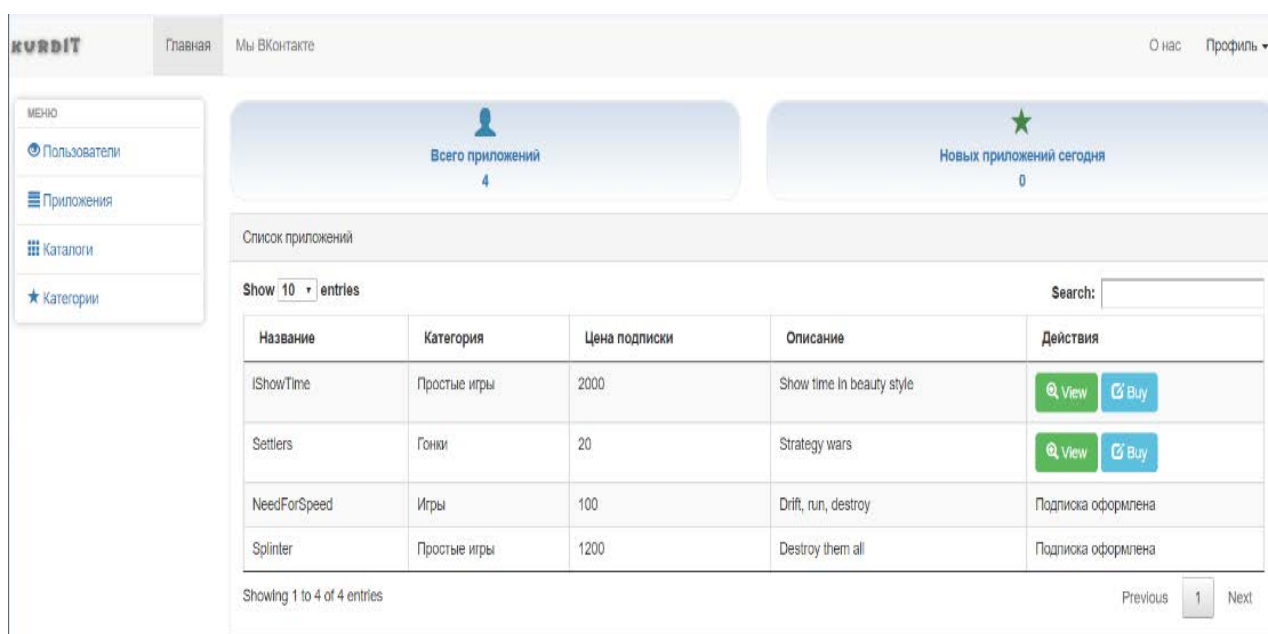 KURDIT Главная Мы ВКонтакте О нас Профиль
МЕНЮ
Пользователи
Приложения
Каталоги
Категории
Всего приложений
4
Новых приложений сегодня
0
Список приложений
Show 10 entries Search:
Название Категория Цена подписки Описание Действия
IShowTime Простые игры 2000 Show time in beauty style View Buy
Settlers Гонки 20 Strategy wars View Buy
NeedForSpeed Игры 100 Drift, run, destroy Подписка оформлена
Splinter Простые игры 1200 Destroy them all Подписка оформлена
Showing 1 to 4 of 4 entries Previous 1 Next